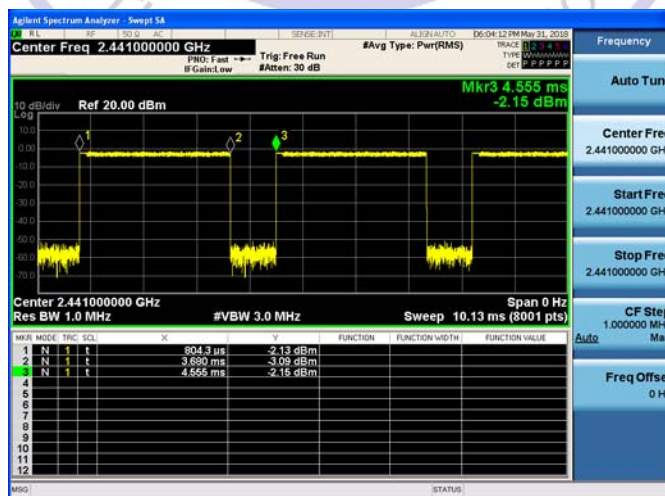 Agilent Spectrum Analyzer - Swept SA
RL RF 50 Ω AC SENSE:INT ALIGN AUTO 06:04:12 PM May 31, 2018
Center Freq 2.441000000 GHz #Avg Type: Pwr(RMS) TRACE 1 2 3 4 5 6
PNO: Fast Trig: Free Run TYPE WWWWWW
IFGain:Low #Atten: 30 dB DET P P P P P P
Mkr3 4.555 ms
-2.15 dBm
10 dB/div Ref 20.00 dBm
Log
10.0
0.00
-10.0
-20.0
-30.0
-40.0
-50.0
-60.0
-70.0
1
2
3
Center 2.441000000 GHz Span 0 Hz
Res BW 1.0 MHz #VBW 3.0 MHz Sweep 10.13 ms (8001 pts)
MKR MODE TRC SCL X Y FUNCTION FUNCTION WIDTH FUNCTION VALUE
1 N 1 t 804.3 µs -2.13 dBm
2 N 1 t 3.680 ms -3.09 dBm
3 N 1 t 4.555 ms -2.15 dBm
4
5
6
7
8
9
10
11
12
MSG STATUS
Frequency
Auto Tun
Center Fre
2.441000000 GH
Start Fre
2.441000000 GH
Stop Fre
2.441000000 GH
CF Step
1.000000 MH
Auto Ma
Freq Offse
0 H